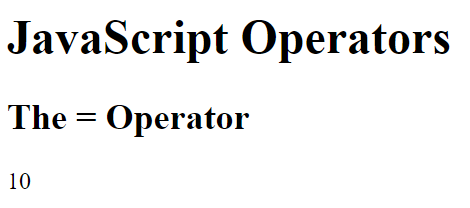 JavaScript Operators
The = Operator
10